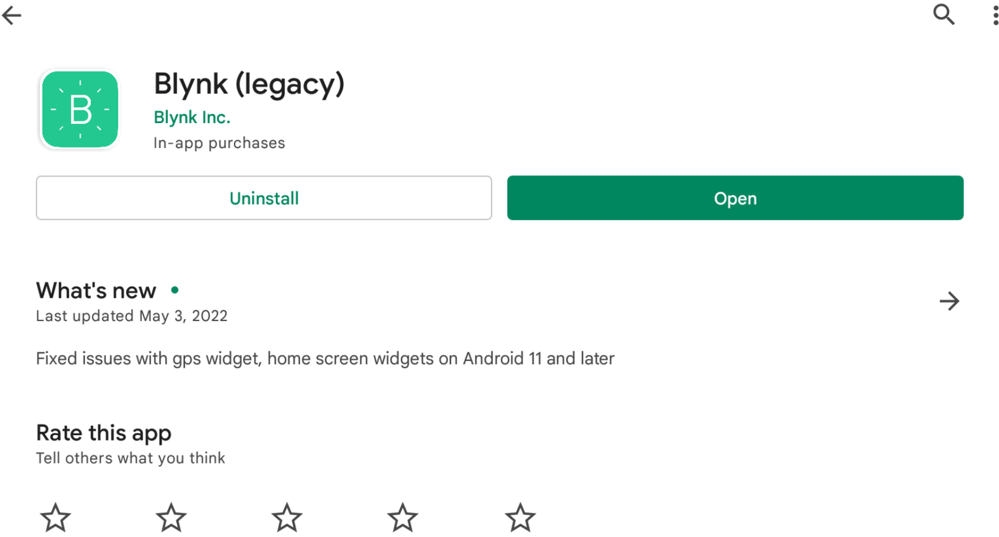 Blynk (legacy)
B
Blynk Inc.
In-app purchases
Uninstall
Open
What's new
Last updated May 3, 2022
Fixed issues with gps widget, home screen widgets on Android 11 and later
Rate this app
Tell others what you think